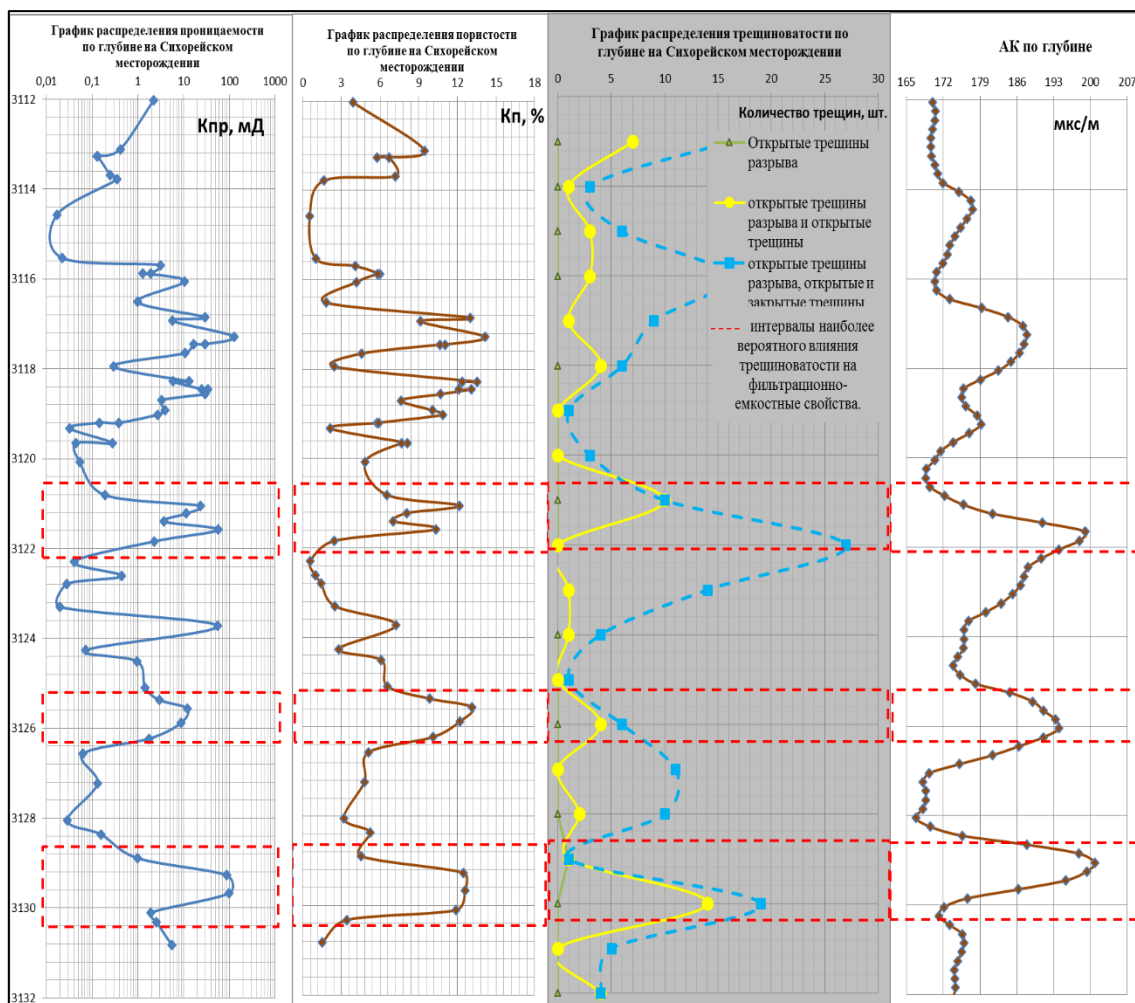 График распределения проницаемости
по глубине на Сихорейском
месторождении
0,01 0,1 1 10 100 1000
Кпр, мД
3112
3114
3116
3118
3120
3122
3124
3126
3128
3130
3132
График распределения пористости
по глубине на Сихорейском
месторождении
0 3 6 9 12 15 18
Кп, %
График распределения трещиноватости по
глубине на Сихорейском месторождении
0 5 10 15 20 25 30
Количество трещин, шт.
Открытые трещины
разрыва
открытые трещины
разрыва и открытые
трещины
открытые трещины
разрыва, открытые и
закрытые трещины
интервалы наиболее
вероятного влияния
трещиноватости на
фильтрационно-
емкостные свойства.
АК по глубине
165 172 179 186 193 200 207
мкс/м